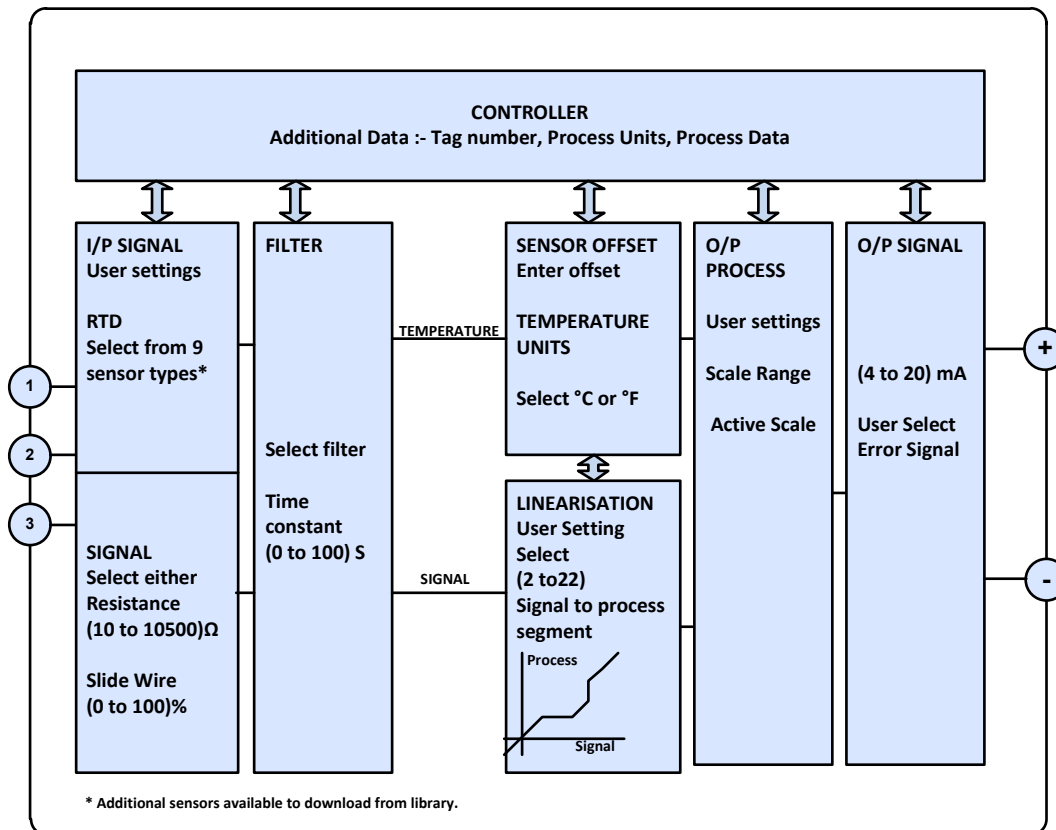 CONTROLLER
Additional Data :- Tag number, Process Units, Process Data
I/P SIGNAL
User settings
RTD
Select from 9
sensor types*
1
2
3
SIGNAL
Select either
Resistance
(10 to 10500)Ω
Slide Wire
(0 to 100)%
FILTER
Select filter
Time
constant
(0 to 100) S
TEMPERATURE
SIGNAL
SENSOR OFFSET
Enter offset
TEMPERATURE
UNITS
Select °C or °F
LINEARISATION
User Setting
Select
(2 to22)
Signal to process
segment
Process
Signal
O/P
PROCESS
User settings
Scale Range
Active Scale
O/P SIGNAL
(4 to 20) mA
User Select
Error Signal
+
-
* Additional sensors available to download from library.